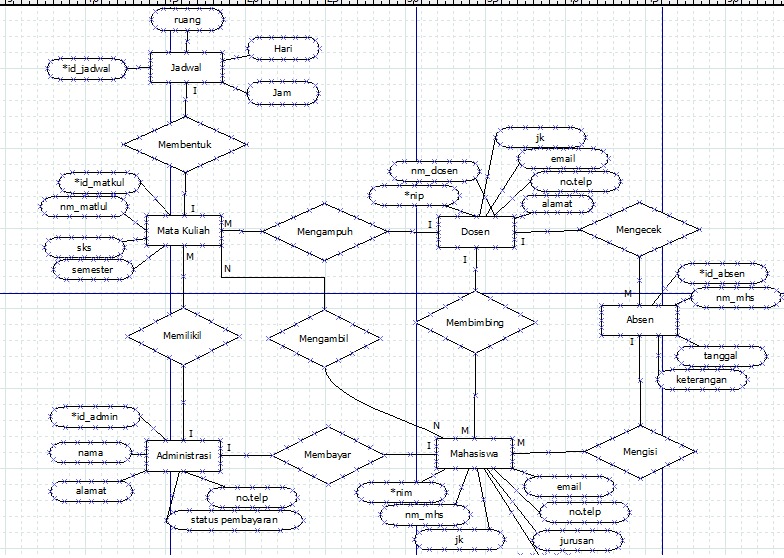 ruang
Hari
*id_jadwal
Jadwal
Jam
I
Membentuk
jk
email
nm_dosen
no.telp
*id_matkul
*nip
alamat
nm_matlul
I
M
Mata Kuliah
Mengampuh
I
Dosen
I
Mengecek
sks
M
I
semester
N
*id_absen
M
nm_mhs
Absen
Memilikil
Mengambil
Membimbing
I
tanggal
keterangan
*id_admin
N
M
I
nama
Administrasi
I
Membayar
I
Mahasiswa
M
Mengisi
alamat
no.telp
*nim
email
status pembayaran
nm_mhs
no.telp
jk
jurusan